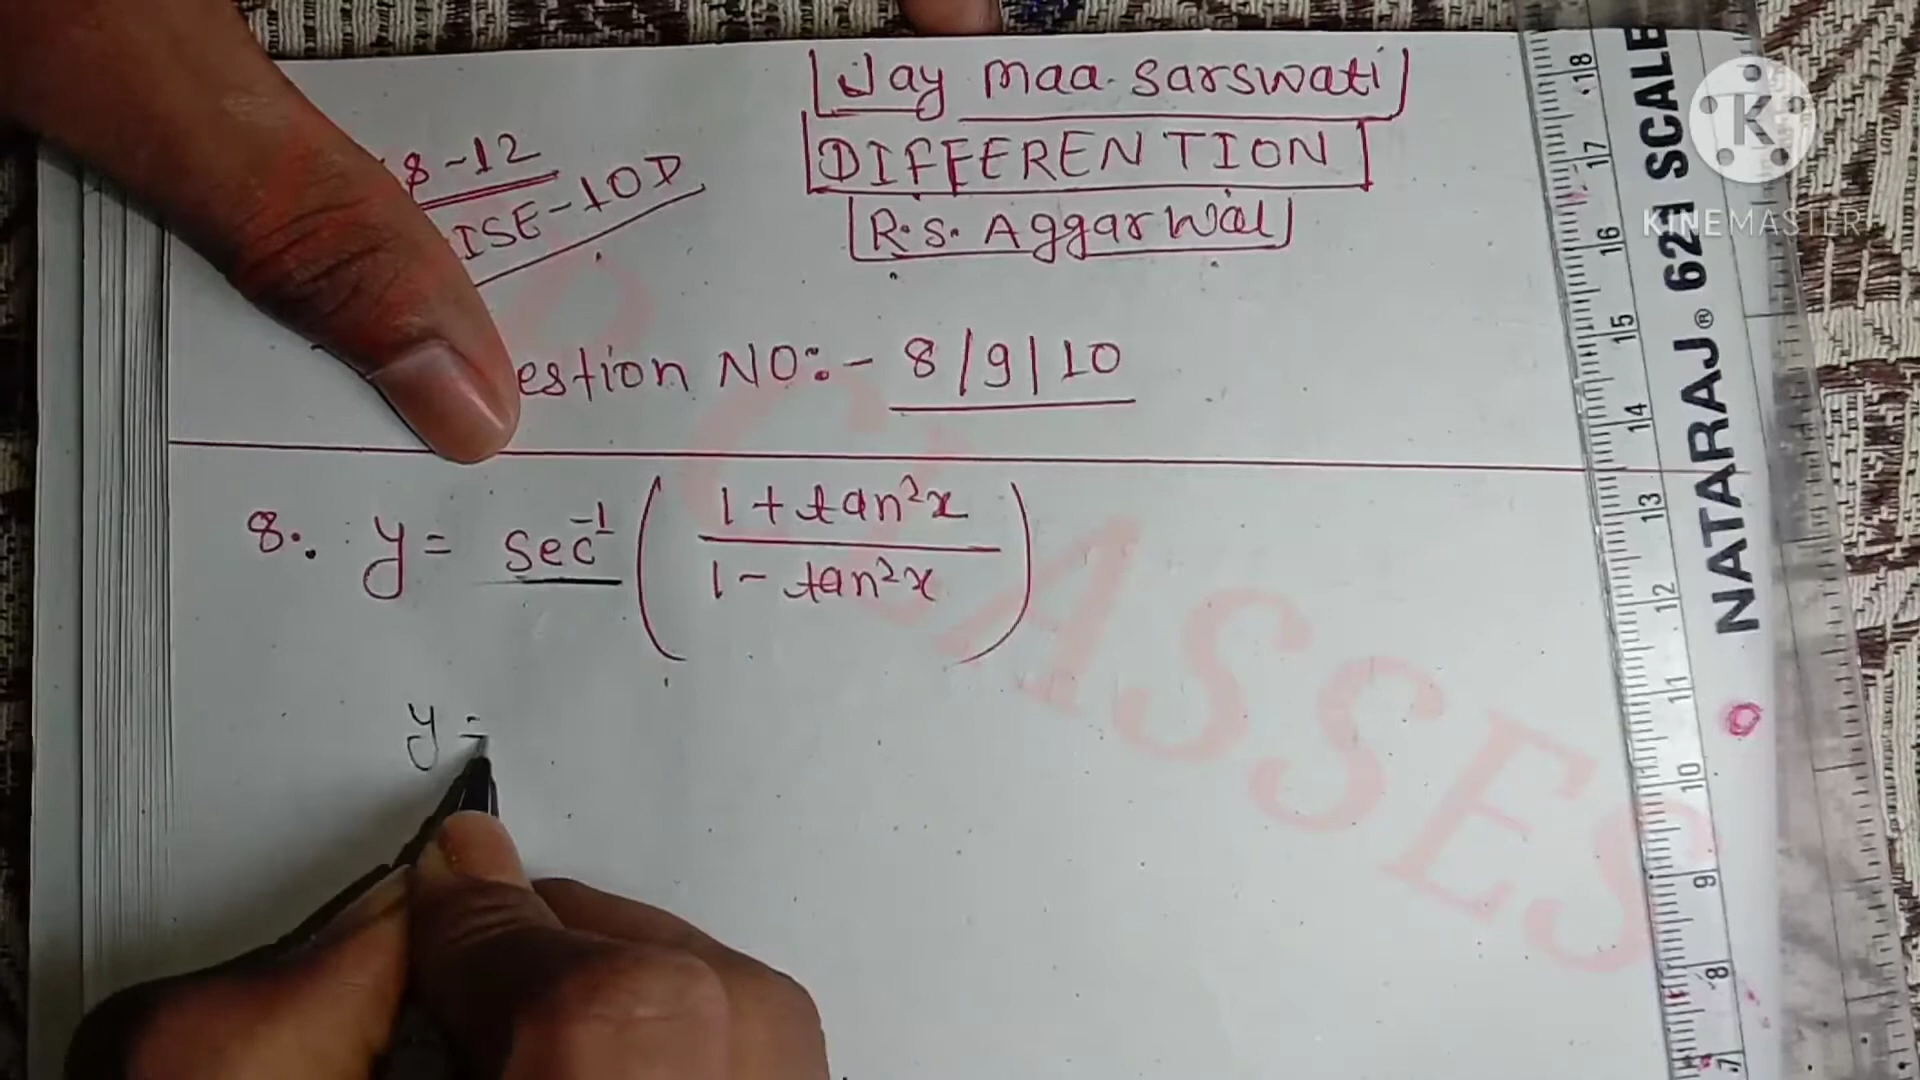 Jay maa Sarswati
DIFFERENTION
R.S. Aggarwal
s-12
ISE-10D
estion NO:- 8/9/10
8. y = sec⁻¹ ( 1 + tan²x / 1 - tan²x )
y =
CLASSES
KINEMASTER
K
NATARAJ® 621 SCALE
18
17
16
15
14
13
12
11
10
9
8
7